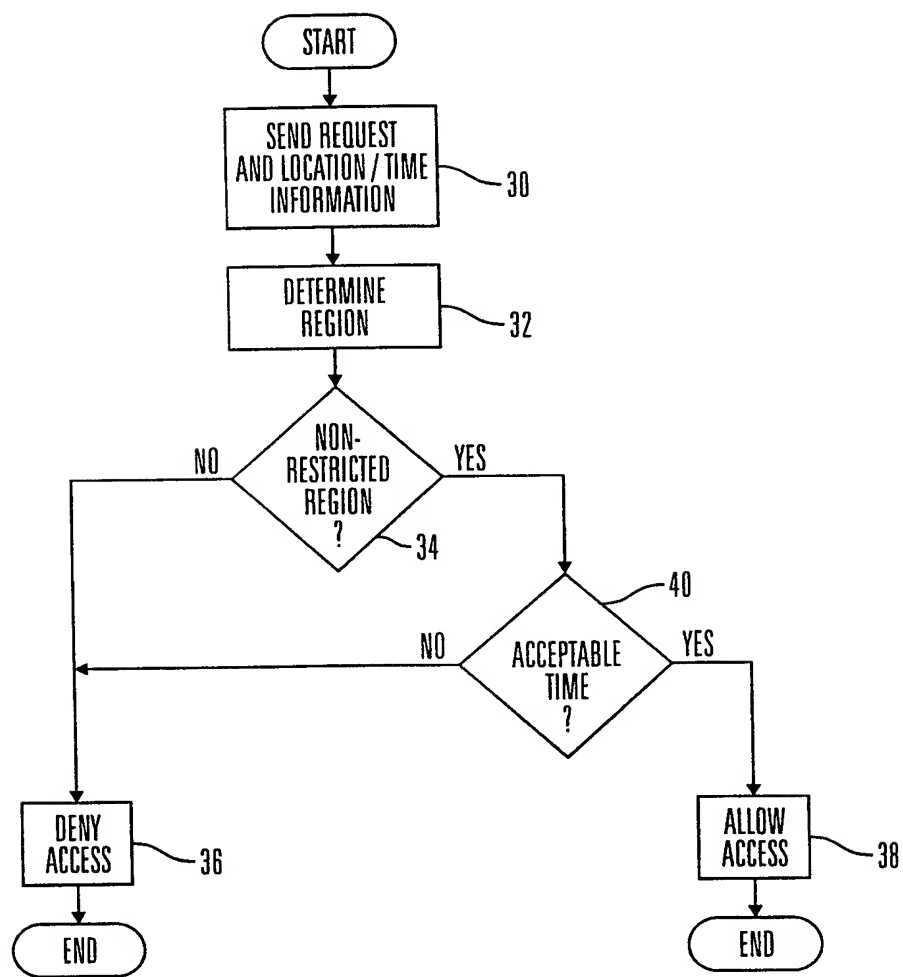 START
SEND REQUEST
AND LOCATION / TIME
INFORMATION
30
DETERMINE
REGION
32
NO
NON-
RESTRICTED
REGION
?
YES
34
40
NO
ACCEPTABLE
TIME
?
YES
DENY
ACCESS
36
ALLOW
ACCESS
38
END
END